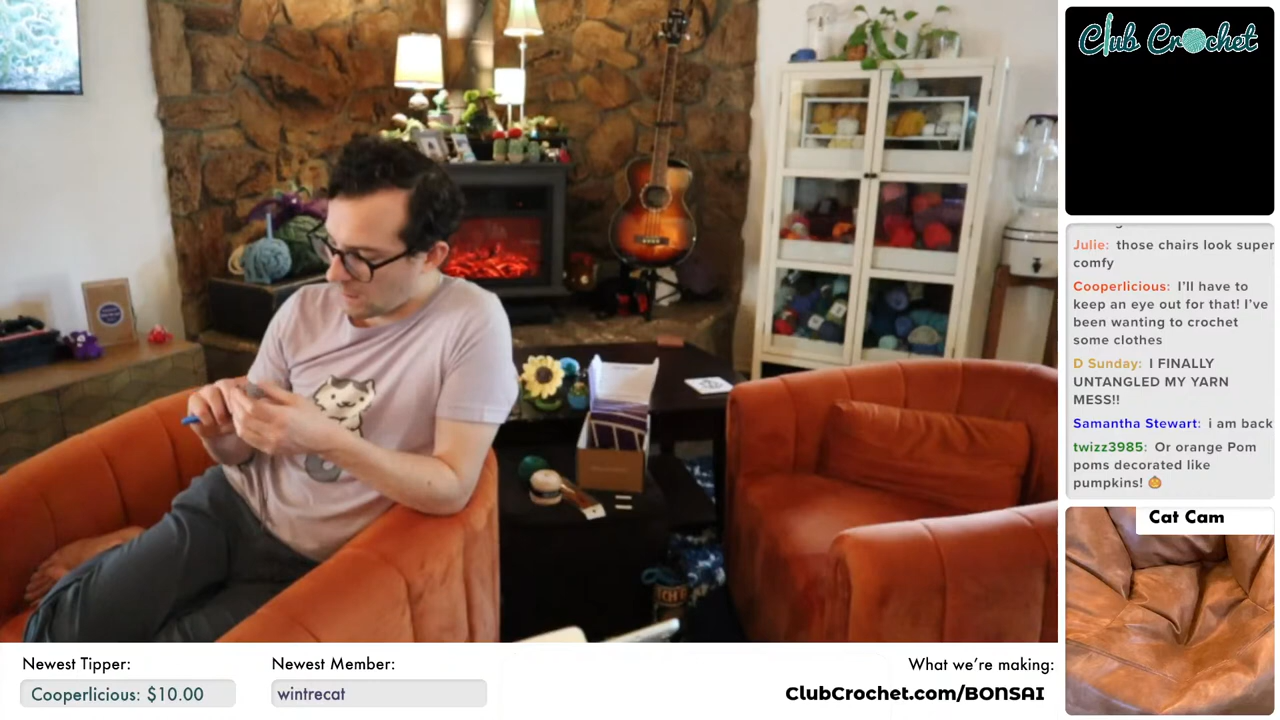 Club Crochet
Julie: those chairs look super
comfy
Cooperlicious: I'll have to
keep an eye out for that! I've
been wanting to crochet
some clothes
D Sunday: I FINALLY
UNTANGLED MY YARN
MESS!!
Samantha Stewart: i am back
twizz3985: Or orange Pom
poms decorated like
pumpkins! 🎃
Cat Cam
Newest Tipper:
Cooperlicious: $10.00
Newest Member:
wintrecat
What we're making:
ClubCrochet.com/BONSAI